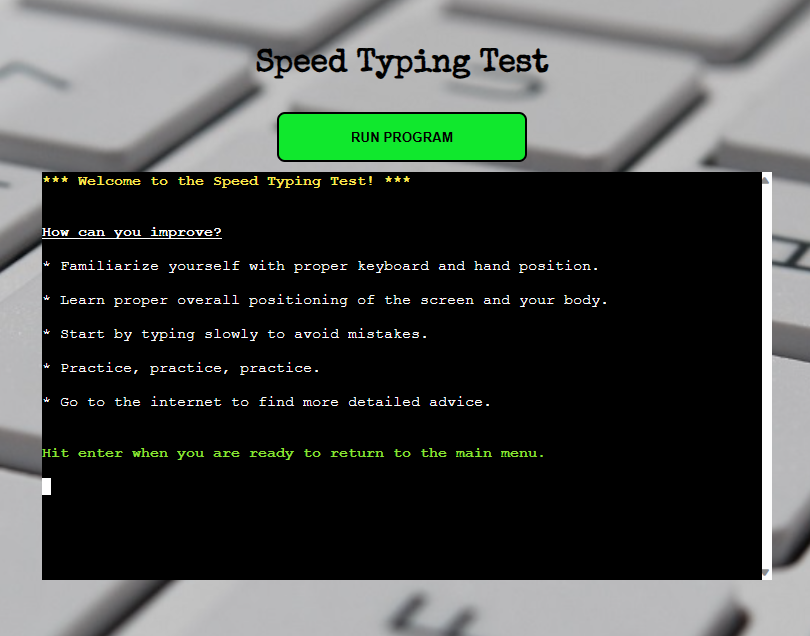 Speed Typing Test
RUN PROGRAM
*** Welcome to the Speed Typing Test! ***
How can you improve?
* Familiarize yourself with proper keyboard and hand position.
* Learn proper overall positioning of the screen and your body.
* Start by typing slowly to avoid mistakes.
* Practice, practice, practice.
* Go to the internet to find more detailed advice.
Hit enter when you are ready to return to the main menu.